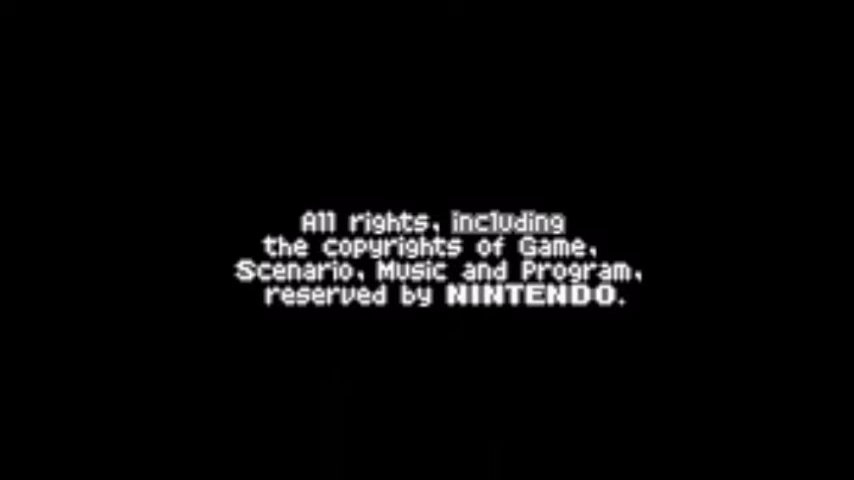 All rights, including
the copyrights of Game,
Scenario, Music and Program,
reserved by NINTENDO.